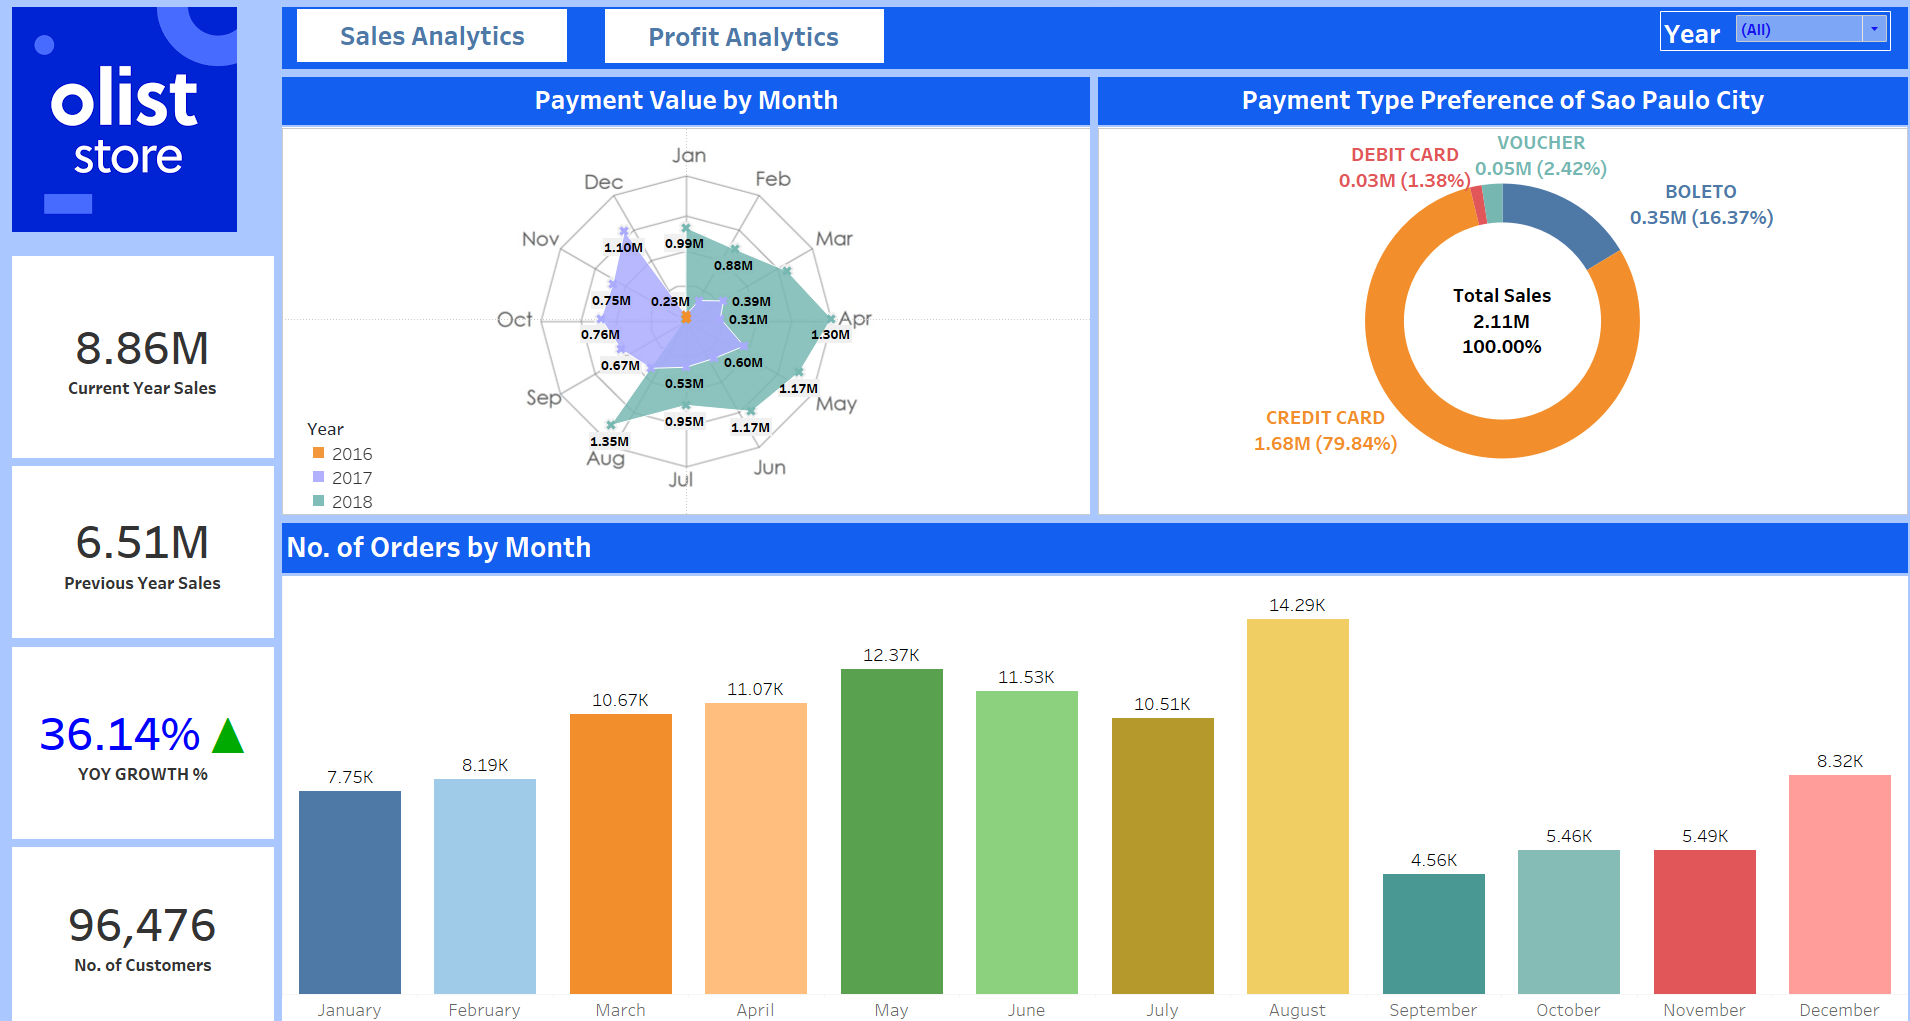 olist
store
Sales Analytics
Profit Analytics
Year
(All)
8.86M
Current Year Sales
6.51M
Previous Year Sales
36.14%
YOY GROWTH %
96,476
No. of Customers
Payment Value by Month
Jan
Feb
Mar
Apr
May
Jun
Jul
Aug
Sep
Oct
Nov
Dec
0.99M
0.88M
1.30M
1.17M
1.17M
0.95M
1.35M
0.23M
0.39M
0.31M
0.60M
0.53M
0.67M
0.76M
0.75M
1.10M
Year
2016
2017
2018
Payment Type Preference of Sao Paulo City
VOUCHER
0.05M (2.42%)
DEBIT CARD
0.03M (1.38%)
BOLETO
0.35M (16.37%)
Total Sales
2.11M
100.00%
CREDIT CARD
1.68M (79.84%)
No. of Orders by Month
7.75K
8.19K
10.67K
11.07K
12.37K
11.53K
10.51K
14.29K
4.56K
5.46K
5.49K
8.32K
January
February
March
April
May
June
July
August
September
October
November
December